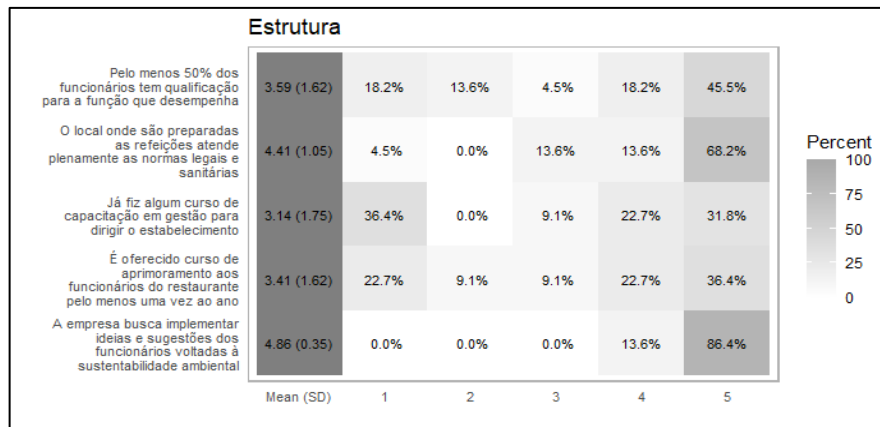 Estrutura
Pelo menos 50% dos
funcionários tem qualificação
para a função que desempenha
3.59 (1.62) 18.2% 13.6% 4.5% 18.2% 45.5%
O local onde são preparadas
as refeições atende
plenamente as normas legais e
sanitárias
4.41 (1.05) 4.5% 0.0% 13.6% 13.6% 68.2%
Já fiz algum curso de
capacitação em gestão para
dirigir o estabelecimento
3.14 (1.75) 36.4% 0.0% 9.1% 22.7% 31.8%
É oferecido curso de
aprimoramento aos
funcionários do restaurante
pelo menos uma vez ao ano
3.41 (1.62) 22.7% 9.1% 9.1% 22.7% 36.4%
A empresa busca implementar
ideias e sugestões dos
funcionários voltadas à
sustentabilidade ambiental
4.86 (0.35) 0.0% 0.0% 0.0% 13.6% 86.4%
Mean (SD) 1 2 3 4 5
Percent
100
75
50
25
0